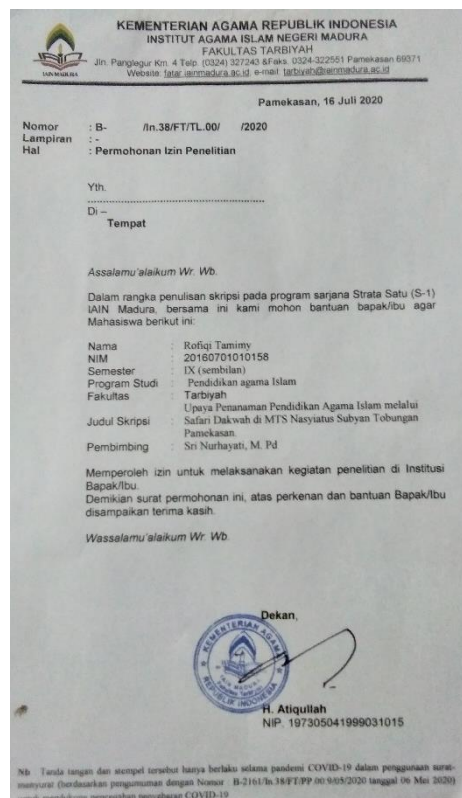 KEMENTERIAN AGAMA REPUBLIK INDONESIA
INSTITUT AGAMA ISLAM NEGERI MADURA
FAKULTAS TARBIYAH
Jln. Panglegur Km. 4 Telp. (0324) 327243 &Faks. 0324-322551 Pamekasan 69371
Website: fatar.iainmadura.ac.id. e-mail: tarbiyah@iainmadura.ac.id
IAIN MADURA
Pamekasan, 16 Juli 2020
Nomor : B- /In.38/FT/TL.00/ /2020
Lampiran : -
Hal : Permohonan Izin Penelitian
Yth.
......................................................
Di –
Tempat
Assalamu'alaikum Wr. Wb.
Dalam rangka penulisan skripsi pada program sarjana Strata Satu (S-1)
IAIN Madura, bersama ini kami mohon bantuan bapak/ibu agar
Mahasiswa berikut ini:
Nama : Rofiqi Tamimy
NIM : 20160701010158
Semester : IX (sembilan)
Program Studi : Pendidikan agama Islam
Fakultas : Tarbiyah
Upaya Penanaman Pendidikan Agama Islam melalui
Judul Skripsi : Safari Dakwah di MTS Nasyiatus Subyan Tobungan
Pamekasan.
Pembimbing : Sri Nurhayati, M. Pd
Memperoleh izin untuk melaksanakan kegiatan penelitian di Institusi
Bapak/Ibu.
Demikian surat permohonan ini, atas perkenan dan bantuan Bapak/Ibu
disampaikan terima kasih.
Wassalamu'alaikum Wr. Wb.
Dekan,
KEMENTERIAN AGAMA
IAIN MADURA
Fakultas Tarbiyah
REPUBLIK INDONESIA
H. Atiqullah
NIP. 197305041999031015
Nb : Tanda tangan dan stempel tersebut hanya berlaku selama pandemi COVID-19 dalam penggunaan surat-
menyurat (berdasarkan pengumuman dengan Nomor : B-2161/In.38/FT/PP.00.9/05/2020 tanggal 06 Mei 2020)
penyebaran COVID-19